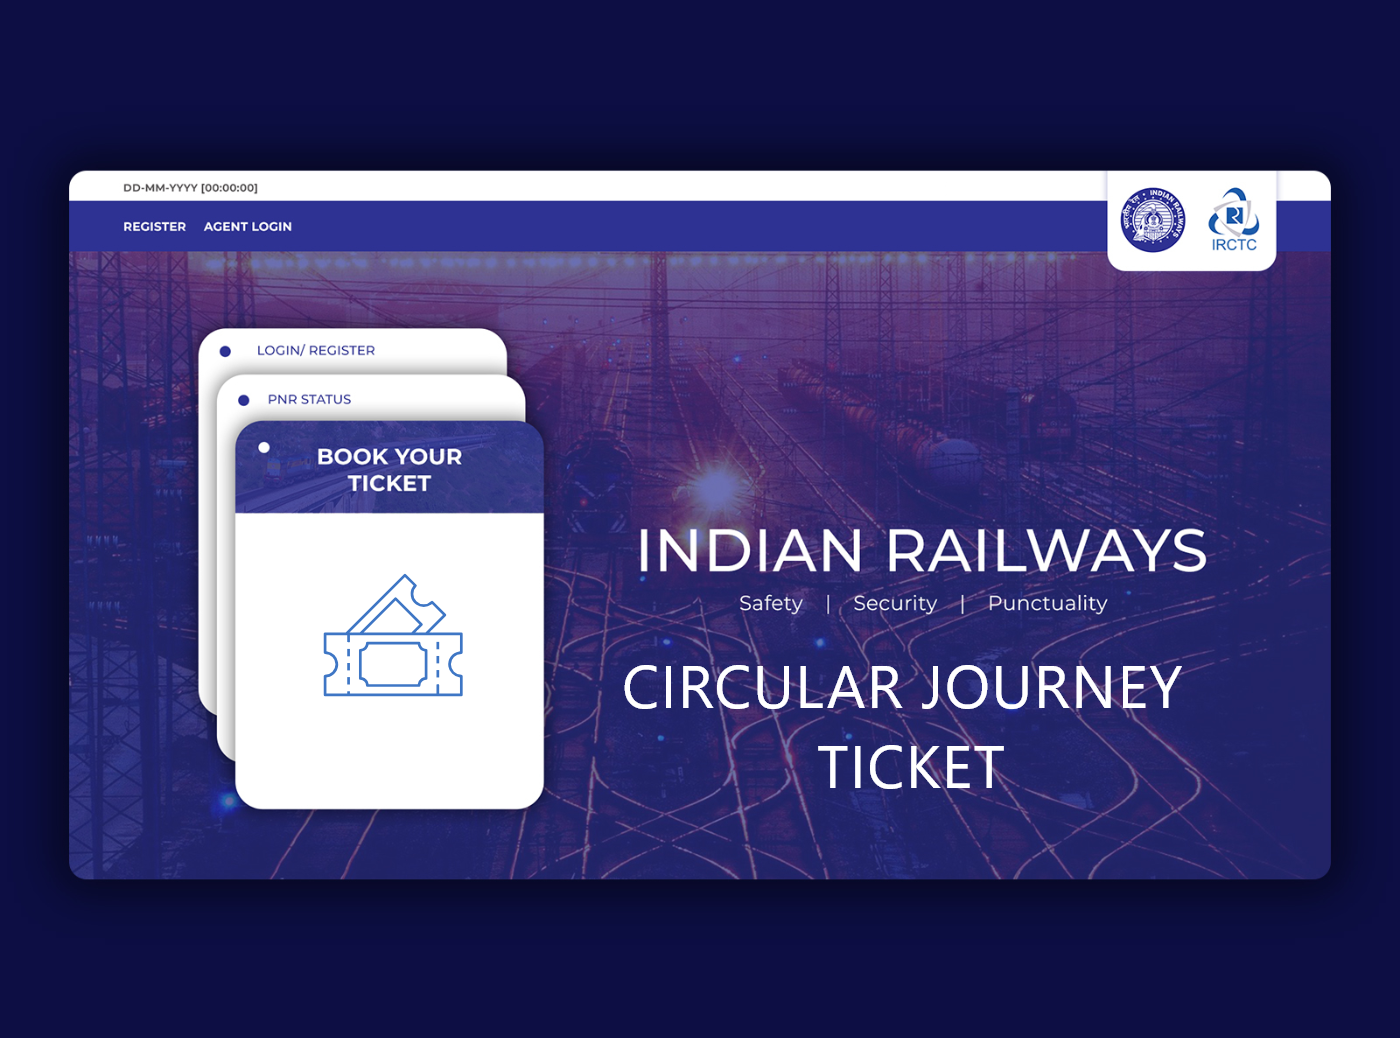 DD-MM-YYYY [00:00:00]
REGISTER AGENT LOGIN
भारतीय रेल • INDIAN RAILWAYS
IRCTC
LOGIN/ REGISTER
PNR STATUS
BOOK YOUR
TICKET
INDIAN RAILWAYS
Safety | Security | Punctuality
CIRCULAR JOURNEY
TICKET